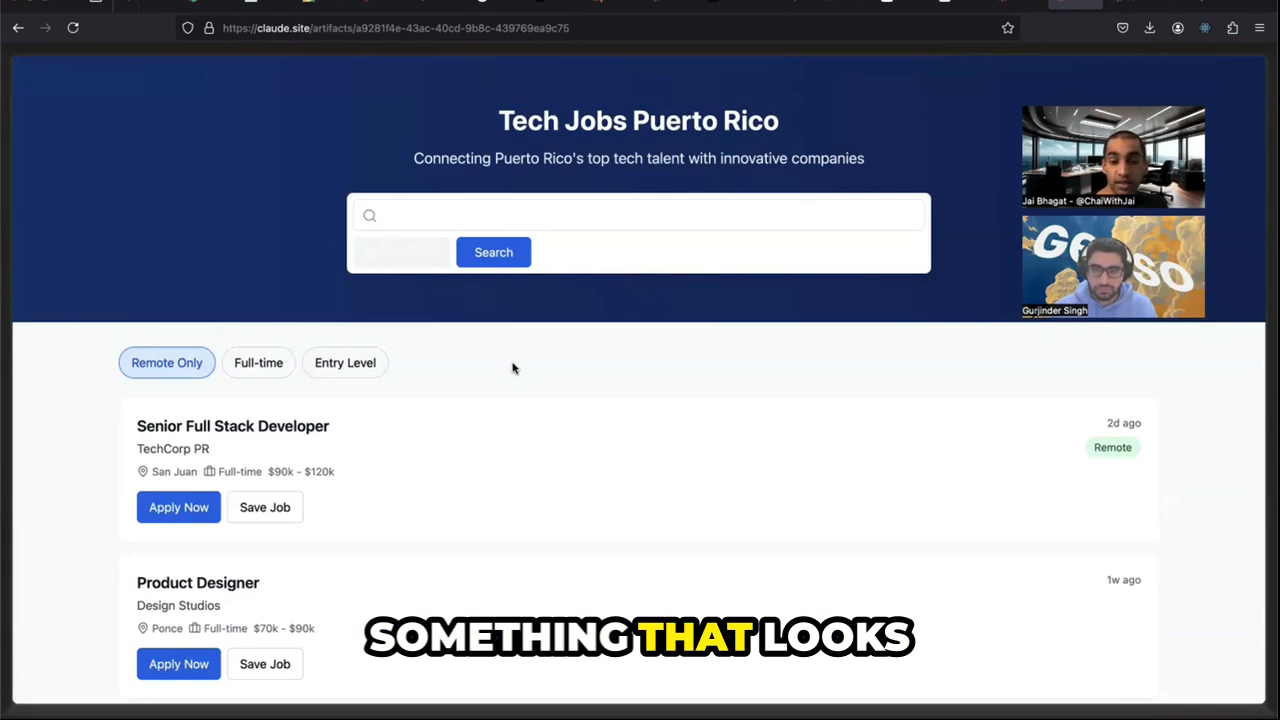 https://claude.site/artifacts/a9281f4e-43ac-40cd-9b8c-439769ea9c75
Tech Jobs Puerto Rico
Connecting Puerto Rico's top tech talent with innovative companies
Search
Jai Bhagat - @ChaiWithJai
Gurjinder Singh
Remote Only
Full-time
Entry Level
Senior Full Stack Developer
2d ago
TechCorp PR
Remote
San Juan Full-time $90k - $120k
Apply Now
Save Job
Product Designer
1w ago
Design Studios
Ponce Full-time $70k - $90k
Apply Now
Save Job
SOMETHING THAT LOOKS